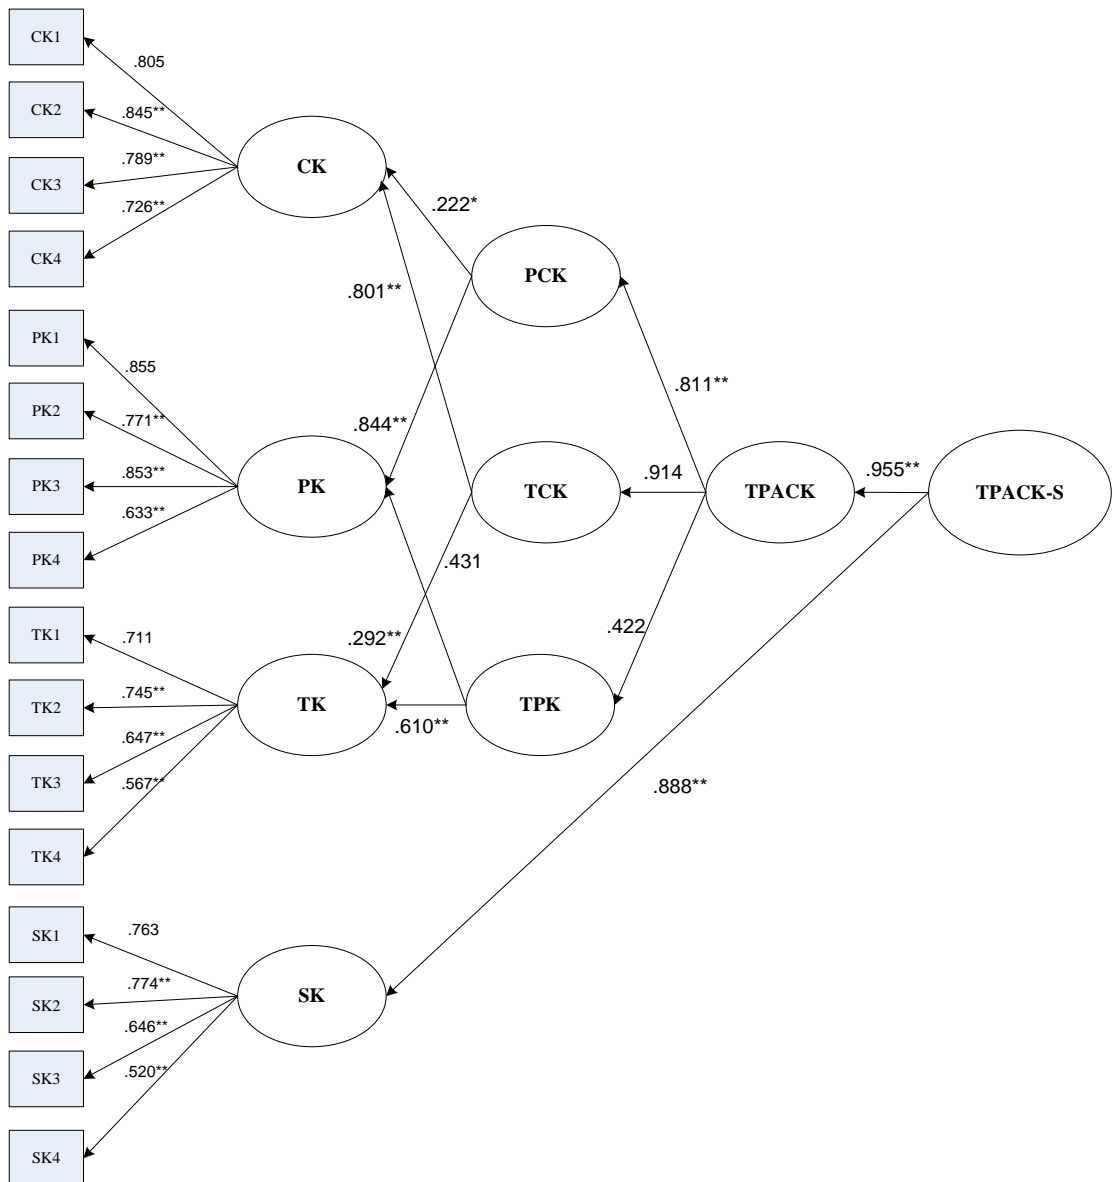 CK1
.805
CK2
.845**
CK3
.789**
CK4
.726**
CK
.222*
PCK
.801**
PK1
.855
PK2
.771**
PK3
.853**
PK4
.633**
PK
.844**
.811**
TCK
.914
TPACK
.955**
TPACK-S
.431
TK1
.711
TK2
.745**
TK3
.647**
TK4
.567**
TK
.292**
.610**
TPK
.422
.888**
SK1
.763
SK2
.774**
SK3
.646**
SK4
.520**
SK